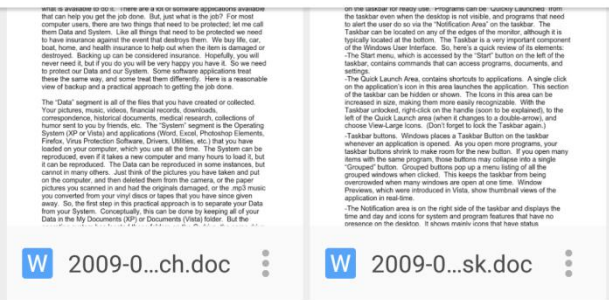 what is available to do it. There are a lot of software applications available
that can help you get the job done. But, just what is the job? For most
computer users, there are two things that need to be protected; let me call
them Data and System. Like all things that need to be protected we need
to have insurance against the event that destroys them. We buy life, car,
boat, home, and health insurance to help out when the item is damaged or
destroyed. Backing up can be considered insurance. Hopefully, you will
never need it, but if you do you will be very happy you have it. So we need
to protect our Data and our System. Some software applications treat
these the same way, and some treat them differently. Here is a reasonable
view of backup and a practical approach to getting the job done.
The "Data" segment is all of the files that you have created or collected.
Your pictures, music, videos, financial records, downloads,
correspondence, historical documents, medical research, collections of
humor sent to you by friends, etc. The "System" segment is the Operating
System (XP or Vista) and applications (Word, Excel, Photoshop Elements,
Firefox, Virus Protection Software, Drivers, Utilities, etc.) that you have
loaded on your computer, which you use all the time. The System can be
reproduced, even if it takes a new computer and many hours to load it, but
it can be reproduced. The Data can be reproduced in some instances, but
cannot in many others. Just think of the pictures you have taken and put
on the computer, and then deleted them from the camera, or the paper
pictures you scanned in and had the originals damaged, or the .mp3 music
you converted from your vinyl discs or tapes that you have since given
away. So, the first step in this practical approach is to separate your Data
from your System. Conceptually, this can be done by keeping all of your
Data in the My Documents (XP) or Documents (Vista) folder. But the
W 2009-0...ch.doc
on the taskbar for ready use. Programs can be "Quickly Launched" from
the taskbar even when the desktop is not visible, and programs that need
to alert the user do so via the "Notification Area" on the taskbar. The
Taskbar can be located on any of the edges of the monitor, although it is
typically located at the bottom. The Taskbar is a very important component
of the Windows User Interface. So, here's a quick review of its elements:
-The Start menu, which is accessed by the "Start" button on the left of the
taskbar, contains commands that can access programs, documents, and
settings.
-The Quick Launch Area, contains shortcuts to applications. A single click
on the application's icon in this area launches the application. This section
of the taskbar can be hidden or shown. The Icons in this area can be
increased in size, making them more easily recognizable. With the
Taskbar unlocked, right-click on the handle (soon to be explained), to the
left of the Quick Launch area (when it changes to a double-arrow), and
choose View-Large Icons. (Don't forget to lock the Taskbar again.)
-Taskbar buttons. Windows places a Taskbar Button on the taskbar
whenever an application is opened. As you open more programs, your
taskbar buttons shrink to make room for the new button. If you open many
items with the same program, those buttons may collapse into a single
"Grouped" button. Grouped buttons pop up a menu listing of all the
grouped windows when clicked. This keeps the taskbar from being
overcrowded when many windows are open at one time. Window
Previews, which were introduced in Vista, show thumbnail views of the
application in real-time.
-The Notification area is on the right side of the taskbar and displays the
time and day and icons for system and program features that have no
presence on the desktop. It shows mainly icons that have status
W 2009-0...sk.doc